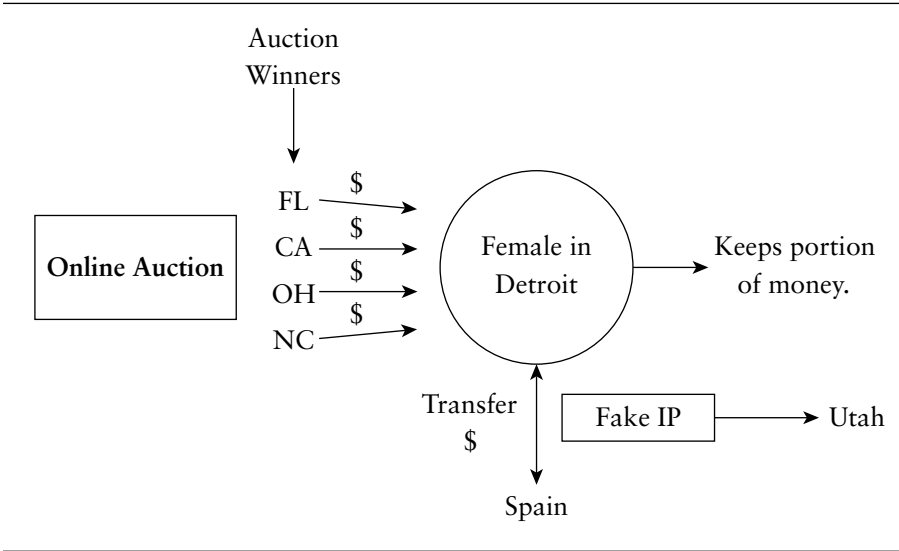 Auction
Winners
Online Auction
FL
$
CA
$
OH
$
NC
$
Female in
Detroit
Keeps portion
of money.
Transfer
$
Fake IP
Utah
Spain